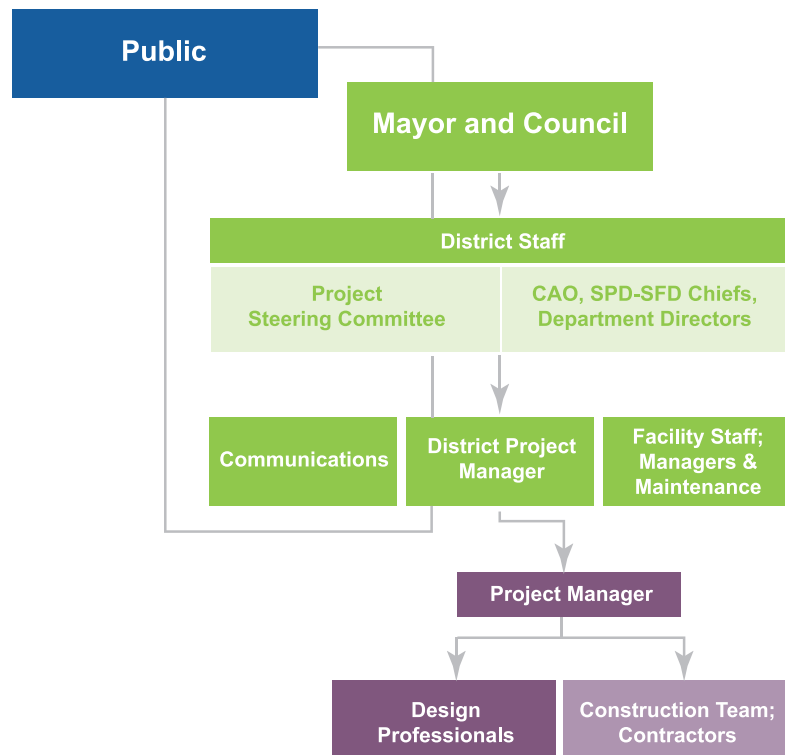 Public
Mayor and Council
District Staff
Project
Steering Committee
CAO, SPD-SFD Chiefs,
Department Directors
Communications
District Project
Manager
Facility Staff;
Managers &
Maintenance
Project Manager
Design
Professionals
Construction Team;
Contractors